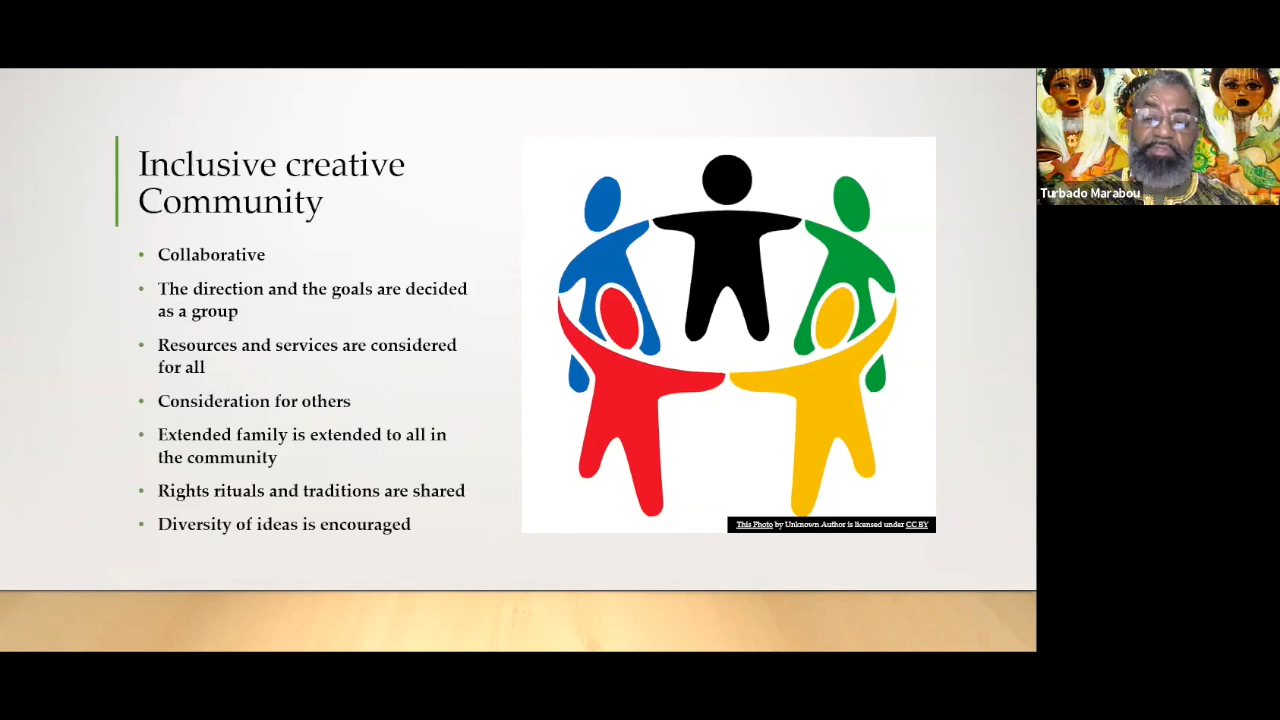 Inclusive creative
Community
• Collaborative
• The direction and the goals are decided
as a group
• Resources and services are considered
for all
• Consideration for others
• Extended family is extended to all in
the community
• Rights rituals and traditions are shared
• Diversity of ideas is encouraged
This Photo by Unknown Author is licensed under CC BY
Turbado Marabou